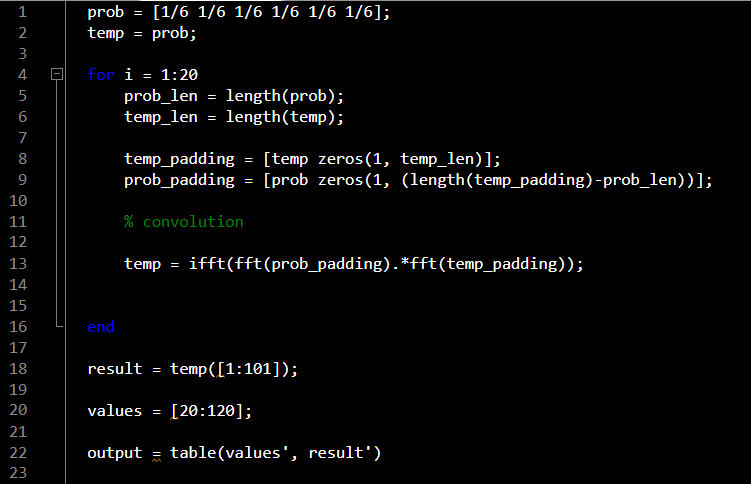 1 prob = [1/6 1/6 1/6 1/6 1/6 1/6];
2 temp = prob;
3
4 for i = 1:20
5 prob_len = length(prob);
6 temp_len = length(temp);
7
8 temp_padding = [temp zeros(1, temp_len)];
9 prob_padding = [prob zeros(1, (length(temp_padding)-prob_len))];
10
11 % convolution
12
13 temp = ifft(fft(prob_padding).*fft(temp_padding));
14
15
16 end
17
18 result = temp([1:101]);
19
20 values = [20:120];
21
22 output = table(values', result')
23